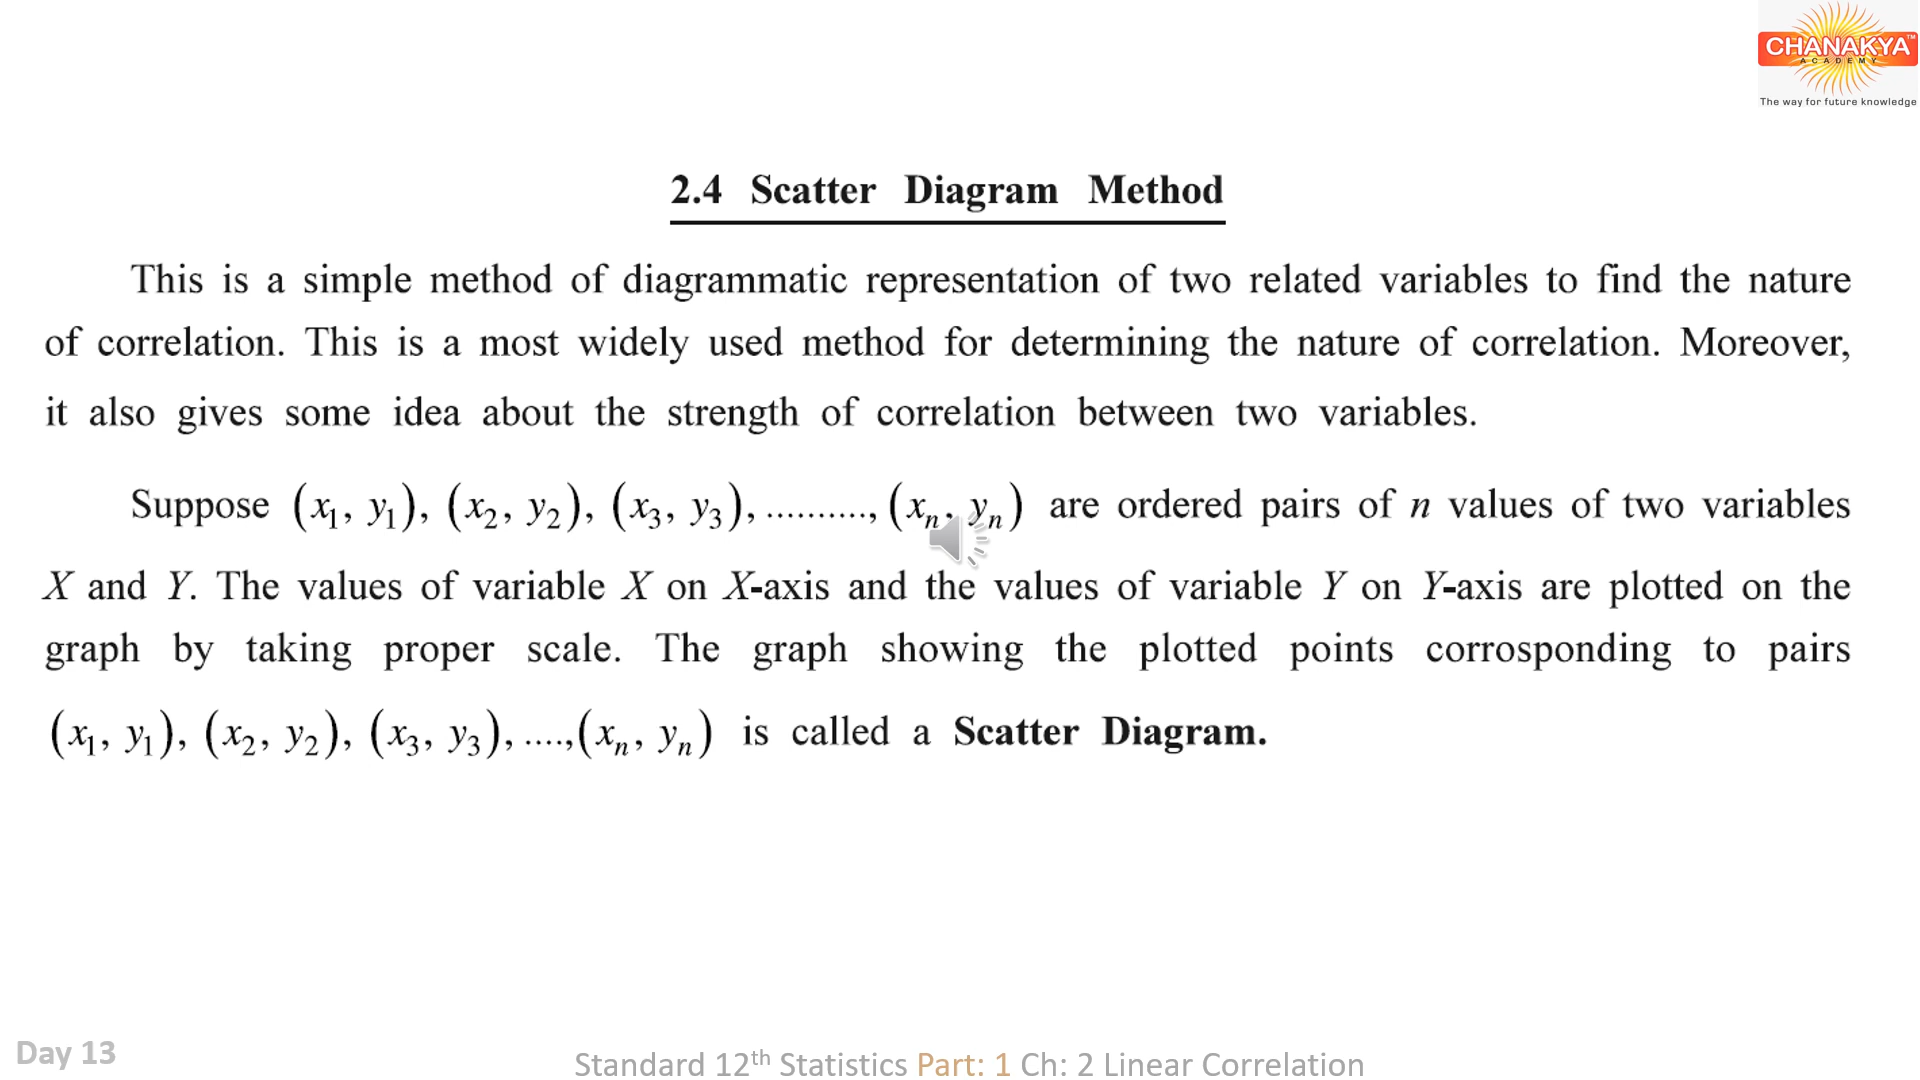 CHANAKYA™
ACADEMY
The way for future knowledge
2.4 Scatter Diagram Method
This is a simple method of diagrammatic representation of two related variables to find the nature
of correlation. This is a most widely used method for determining the nature of correlation. Moreover,
it also gives some idea about the strength of correlation between two variables.
Suppose (x₁, y₁), (x₂, y₂), (x₃, y₃), .........., (xₙ, yₙ) are ordered pairs of n values of two variables
X and Y. The values of variable X on X-axis and the values of variable Y on Y-axis are plotted on the
graph by taking proper scale. The graph showing the plotted points corrosponding to pairs
(x₁, y₁), (x₂, y₂), (x₃, y₃), ....,(xₙ, yₙ) is called a Scatter Diagram.
Day 13
Standard 12th Statistics Part: 1 Ch: 2 Linear Correlation